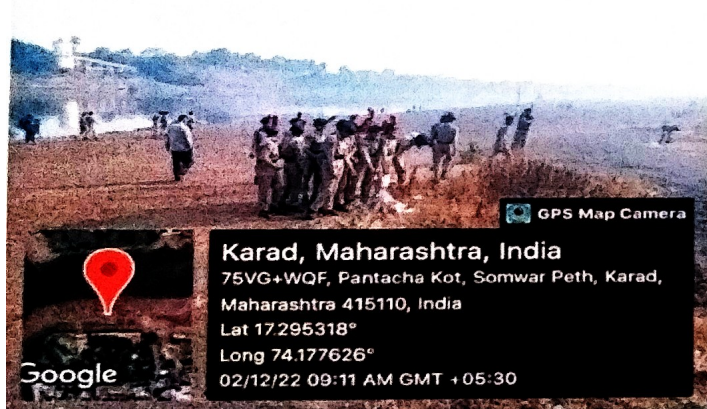 GPS Map Camera
Karad, Maharashtra, India
75VG+WQF, Pantacha Kot, Somwar Peth, Karad,
Maharashtra 415110, India
Lat 17.295318°
Long 74.177626°
02/12/22 09:11 AM GMT +05:30
Google